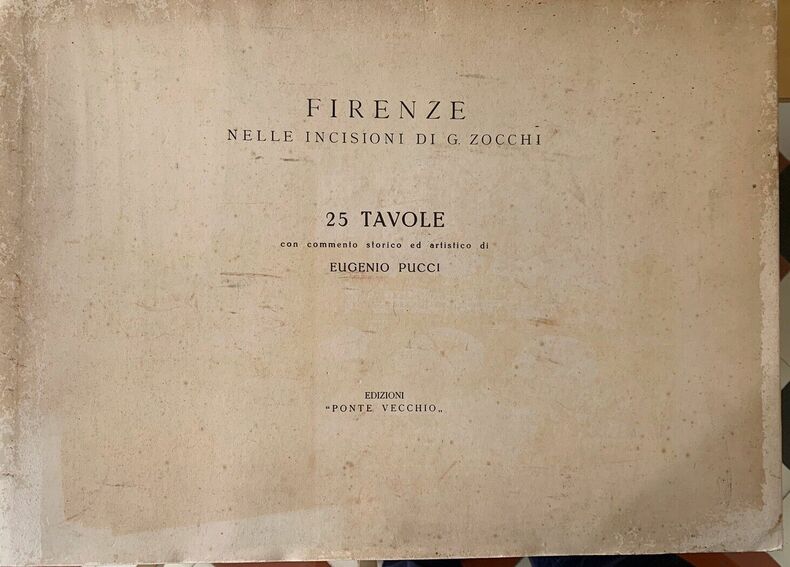 FIRENZE
NELLE INCISIONI DI G. ZOCCHI
25 TAVOLE
con commento storico ed artistico di
EUGENIO PUCCI
EDIZIONI
“PONTE VECCHIO„